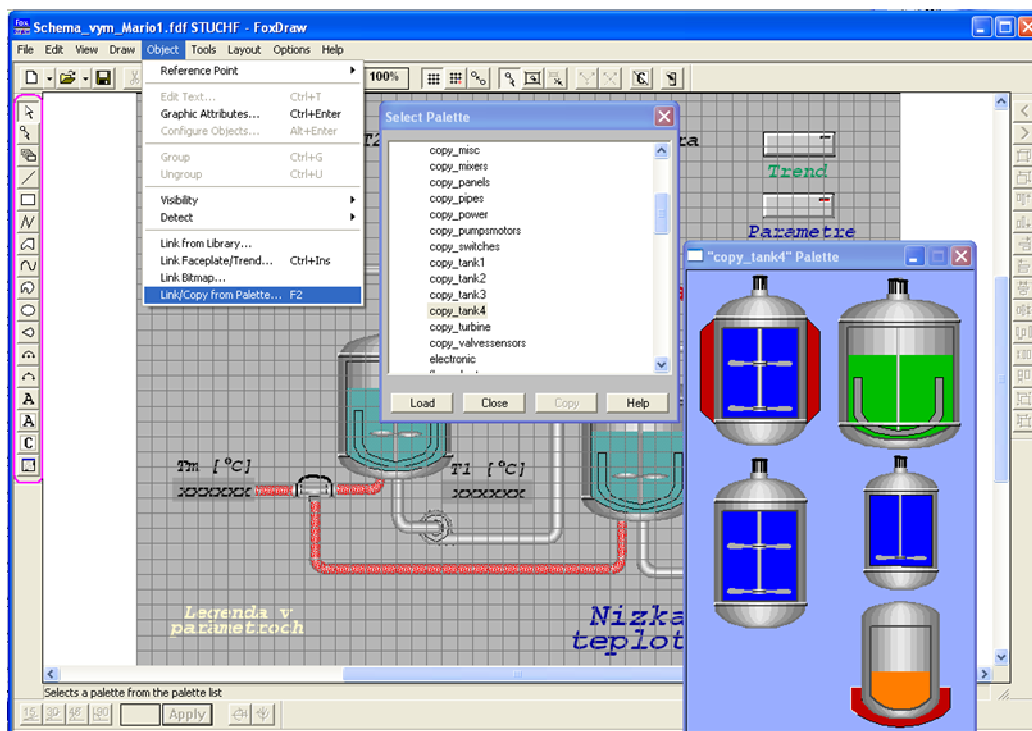 Schema_vym_Mario1.fdf STUCHF - FoxDraw
File Edit View Draw Object Tools Layout Options Help
100%
Reference Point
Edit Text... Ctrl+T
Graphic Attributes... Ctrl+Enter
Configure Objects... Alt+Enter
Group Ctrl+G
Ungroup Ctrl+U
Visibility
Detect
Link from Library...
Link Faceplate/Trend... Ctrl+Ins
Link Bitmap...
Link/Copy from Palette... F2
Select Palette
copy_misc
copy_mixers
copy_panels
copy_pipes
copy_power
copy_pumpsmotors
copy_switches
copy_tank1
copy_tank2
copy_tank3
copy_tank4
copy_turbine
copy_valvessensors
electronic
Load Close Copy Help
Trend
Parametre
"copy_tank4" Palette
A
A
C
Tm [°C]
xxxxxxx
T1 [°C]
xxxxxxx
Legenda v
parametroch
Nizka
teplot
Selects a palette from the palette list
15 30 45 90 Apply